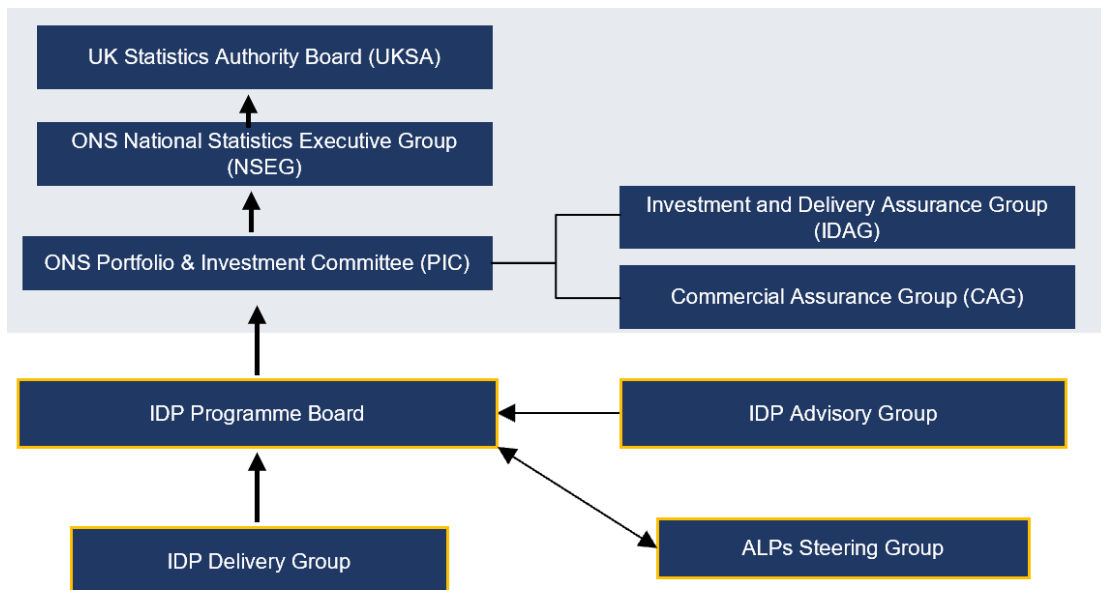 UK Statistics Authority Board (UKSA)
ONS National Statistics Executive Group
(NSEG)
Investment and Delivery Assurance Group
(IDAG)
ONS Portfolio & Investment Committee (PIC)
Commercial Assurance Group (CAG)
IDP Programme Board
IDP Advisory Group
ALPs Steering Group
IDP Delivery Group